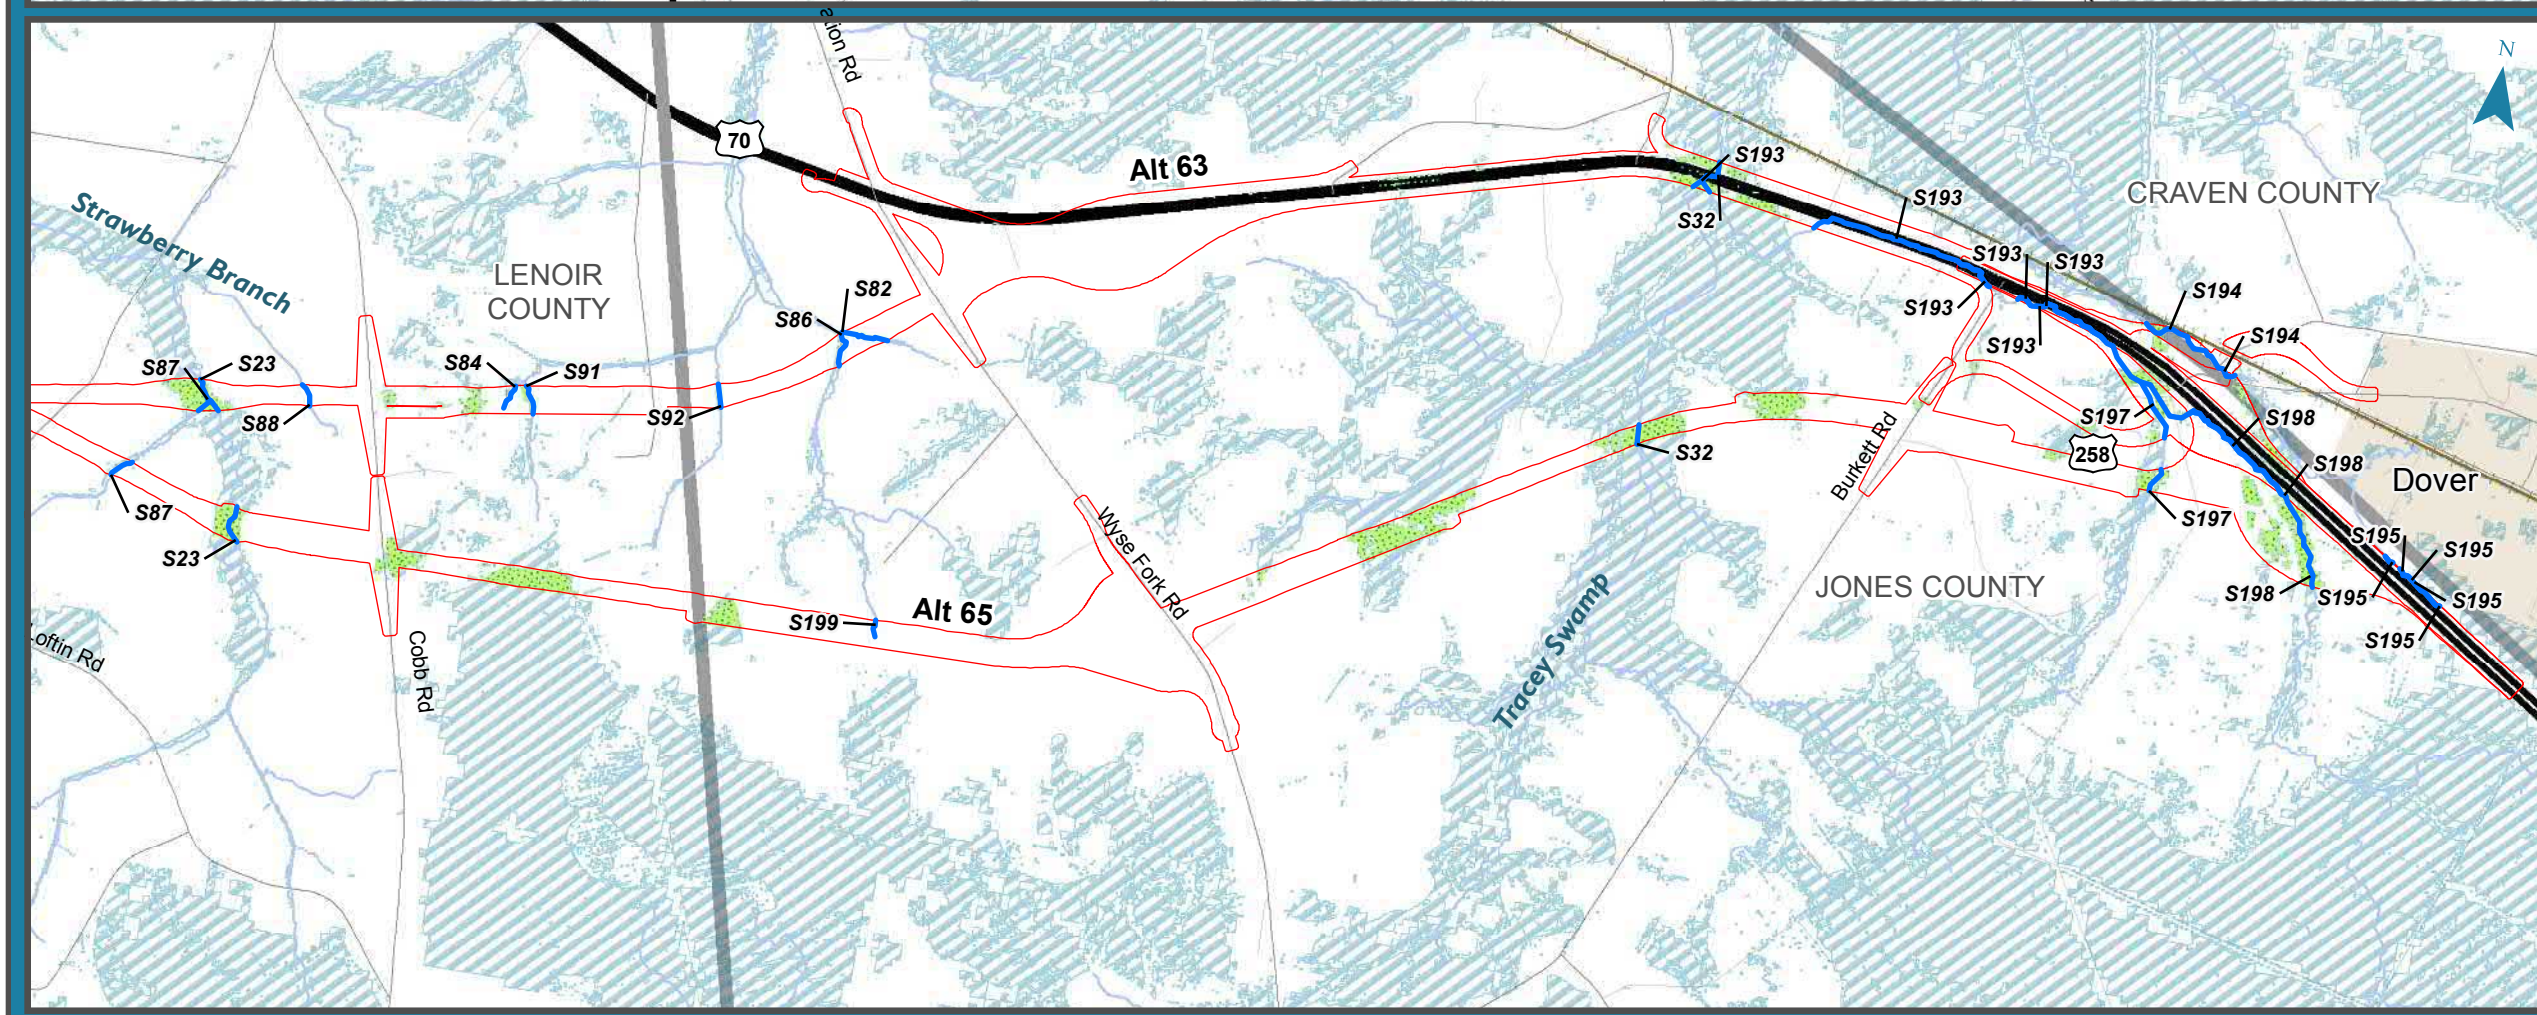 N
70
Alt 63
S193
S32
S193
CRAVEN COUNTY
Strawberry Branch
LENOIR
COUNTY
S82
S86
S193
S193
S193
S193
S194
S194
S87
S23
S88
S84
S91
S92
S197
S198
258
S198
Dover
Burkett Rd
S32
S87
S23
S197
Wyse Fork Rd
Tracey Swamp
JONES COUNTY
S195
S195
S195
S195
S195
S198
Alt 65
S199
Loftin Rd
Cobb Rd